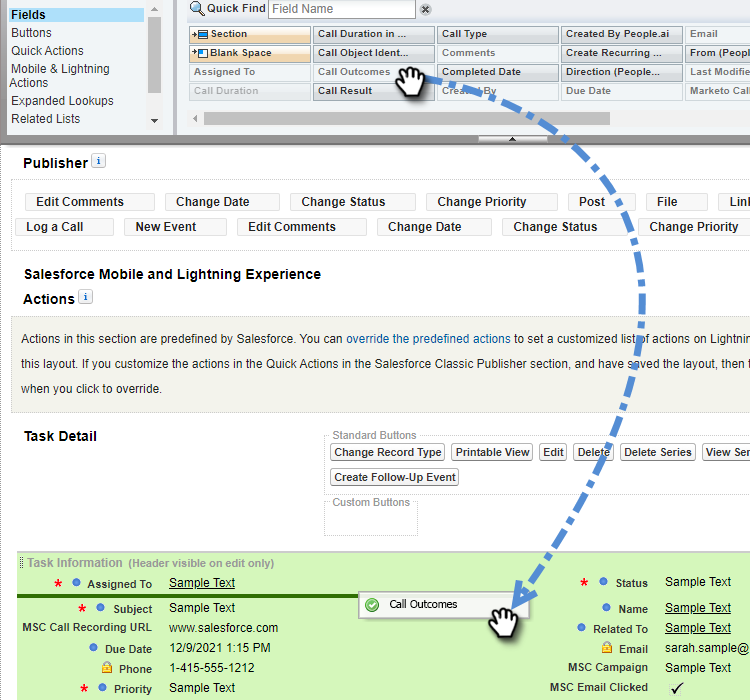 Fields
Buttons
Quick Actions
Mobile & Lightning
Actions
Expanded Lookups
Related Lists
Quick Find Field Name
Section Call Duration in ... Call Type Created By People.ai Email
Blank Space Call Object Ident... Comments Create Recurring ... From (Peopl
Assigned To Call Outcomes Completed Date Direction (People... Last Modifie
Call Duration Call Result Created By Due Date Marketo Cal
Publisher i
Edit Comments Change Date Change Status Change Priority Post File Link
Log a Call New Event Edit Comments Change Date Change Status Change Priority
Salesforce Mobile and Lightning Experience
Actions i
Actions in this section are predefined by Salesforce. You can override the predefined actions to set a customized list of actions on Lightnin
this layout. If you customize the actions in the Quick Actions in the Salesforce Classic Publisher section, and have saved the layout, then t
when you click to override.
Task Detail
Standard Buttons
Change Record Type Printable View Edit Delete Delete Series View Ser
Create Follow-Up Event
Custom Buttons
Task Information (Header visible on edit only)
* Assigned To Sample Text
* Status Sample Text
Call Outcomes
* Subject Sample Text
Name Sample Text
MSC Call Recording URL www.salesforce.com
Related To Sample Text
Due Date 12/9/2021 1:15 PM
Email sarah.sample@
Phone 1-415-555-1212
MSC Campaign Sample Text
* Priority Sample Text
MSC Email Clicked